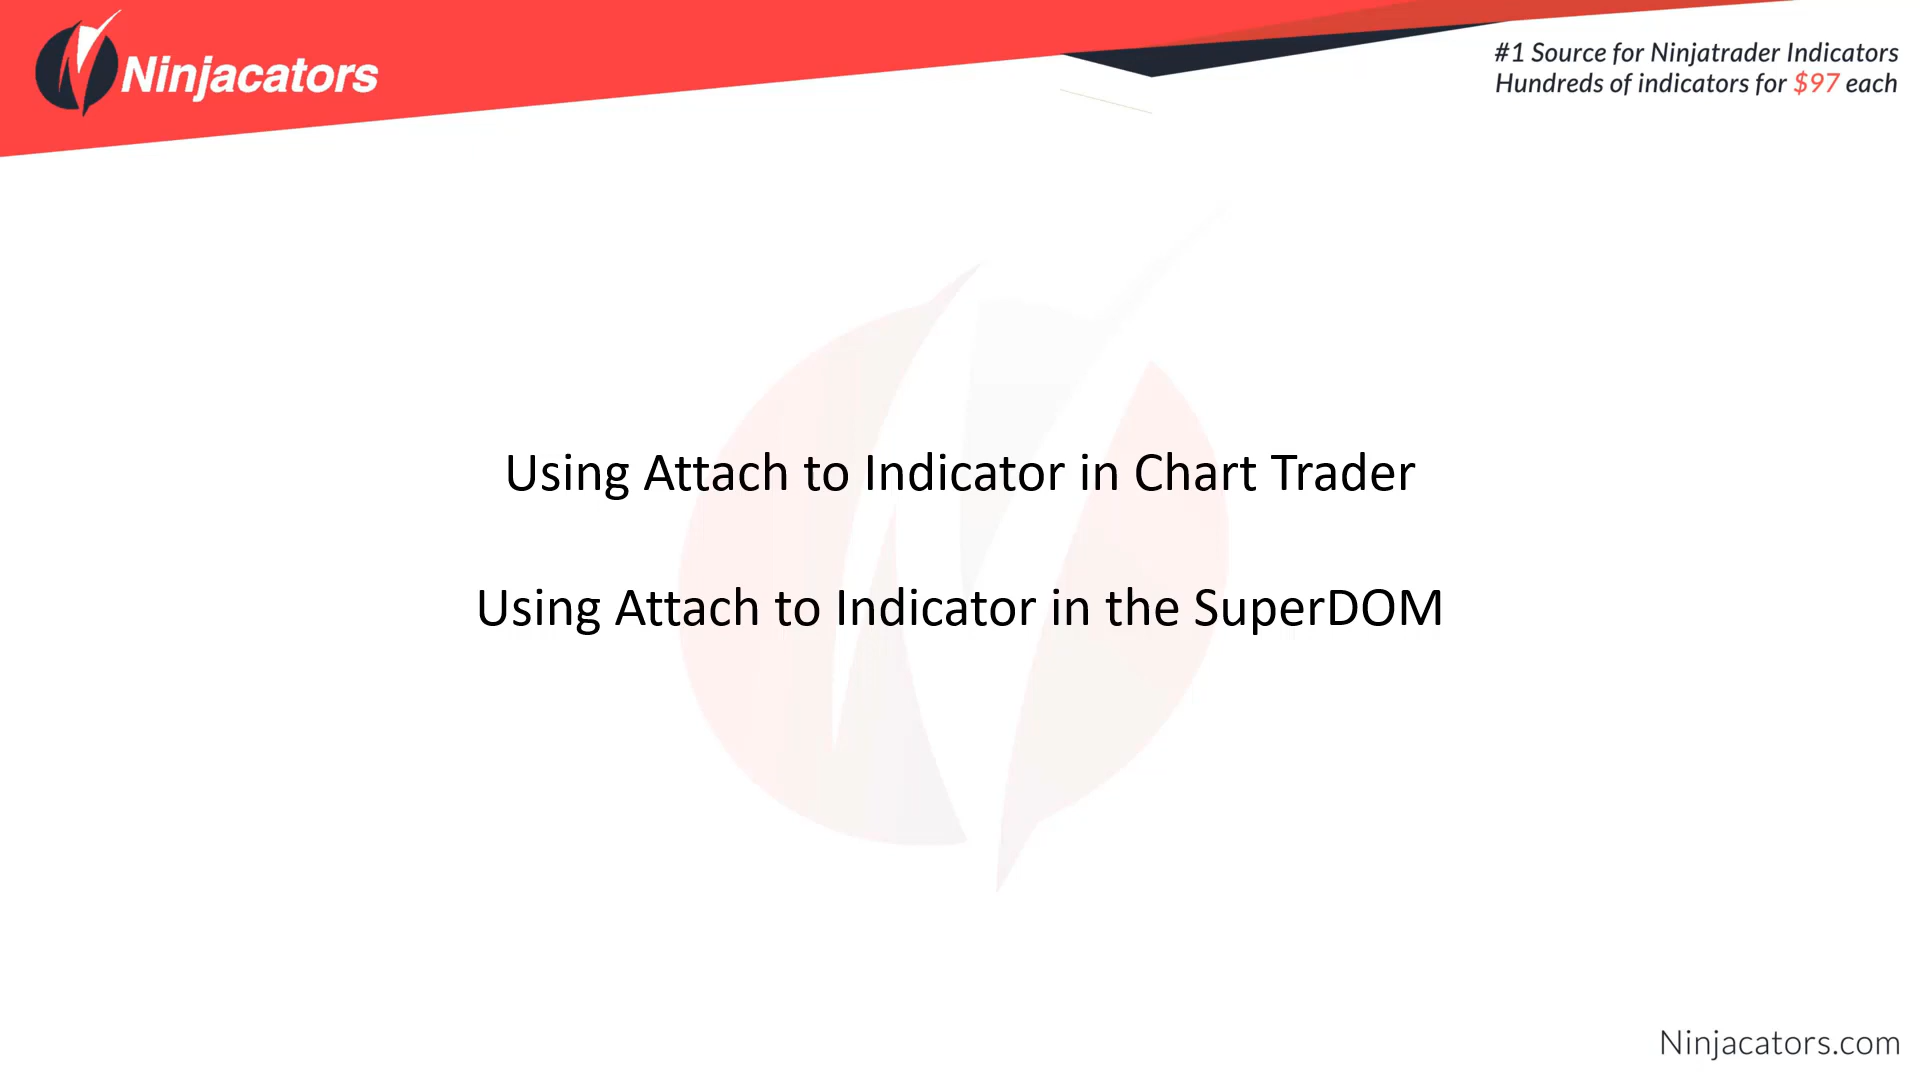 Ninjacators
#1 Source for Ninjatrader Indicators
Hundreds of indicators for $97 each
Using Attach to Indicator in Chart Trader
Using Attach to Indicator in the SuperDOM
Ninjacators.com